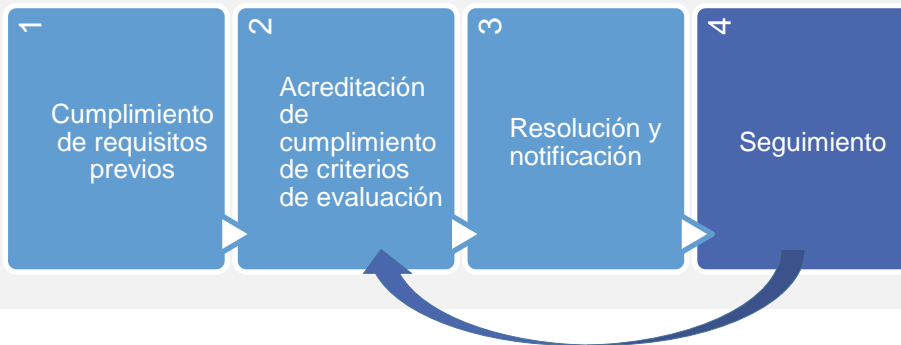 1
Cumplimiento
de requisitos
previos
2
Acreditación
de
cumplimiento
de criterios
de evaluación
3
Resolución y
notificación
4
Seguimiento